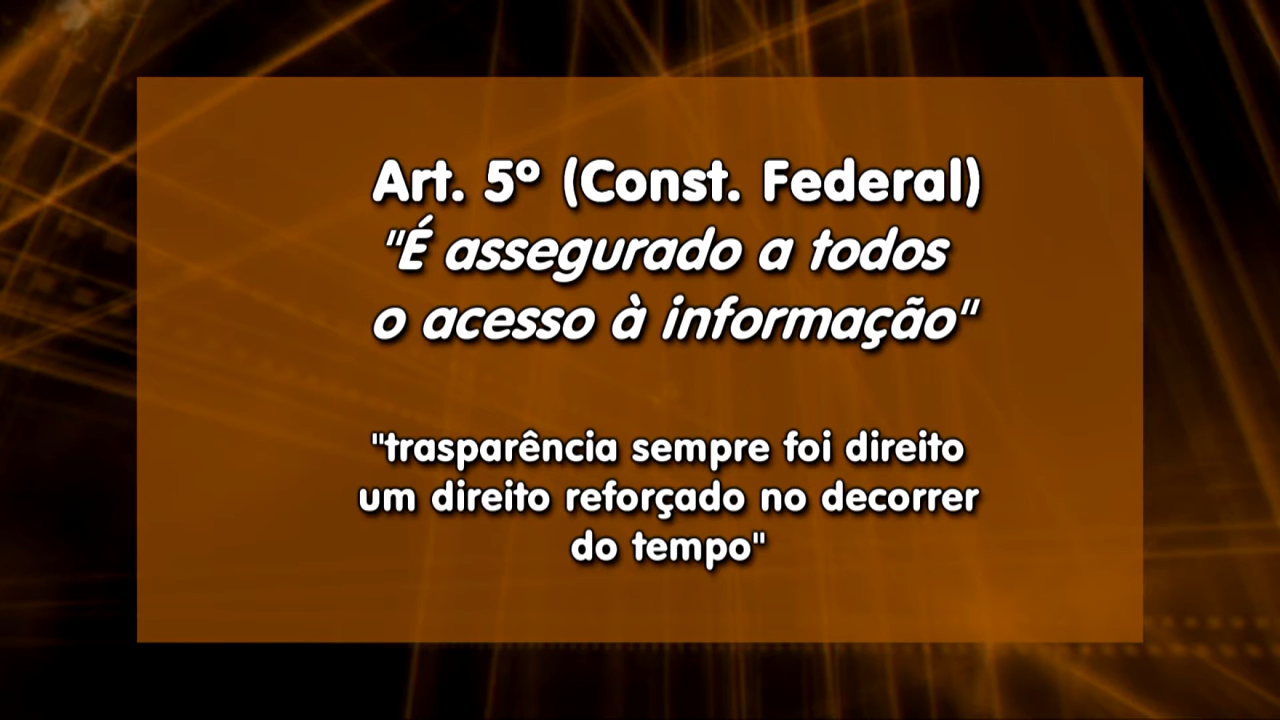 Art. 5º (Const. Federal)
"É assegurado a todos
o acesso à informação"
"trasparência sempre foi direito
um direito reforçado no decorrer
do tempo"